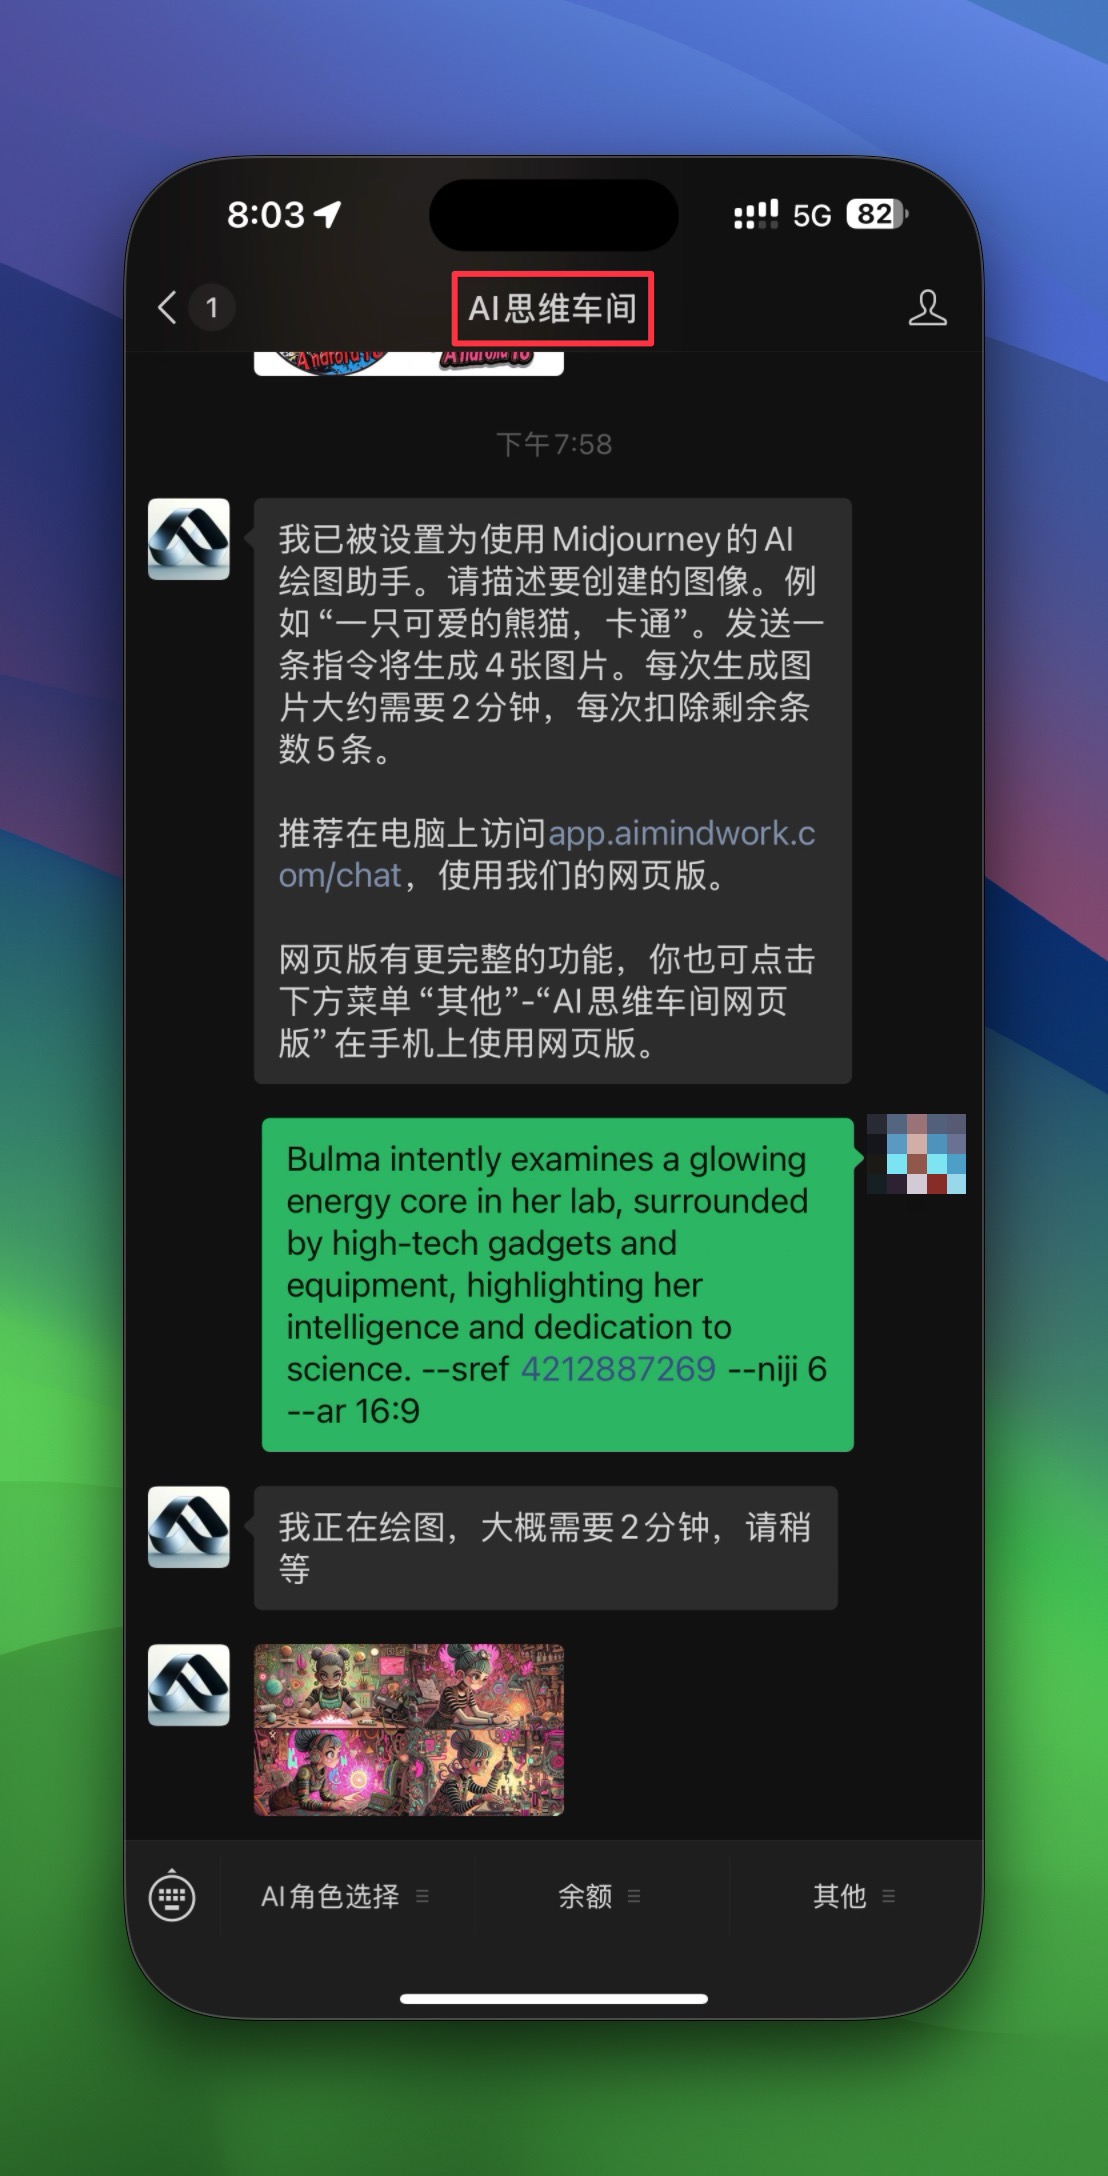 8:03
5G
82
1
AI思维车间
Android18
下午7:58
我已被设置为使用Midjourney的AI
绘图助手。请描述要创建的图像。例
如“一只可爱的熊猫，卡通”。发送一
条指令将生成4张图片。每次生成图
片大约需要2分钟，每次扣除剩余条
数5条。
推荐在电脑上访问app.aimindwork.c
om/chat，使用我们的网页版。
网页版有更完整的功能，你也可点击
下方菜单“其他”-“AI思维车间网页
版”在手机上使用网页版。
Bulma intently examines a glowing
energy core in her lab, surrounded
by high-tech gadgets and
equipment, highlighting her
intelligence and dedication to
science. --sref 4212887269 --niji 6
--ar 16:9
我正在绘图，大概需要2分钟，请稍
等
AI角色选择
余额
其他